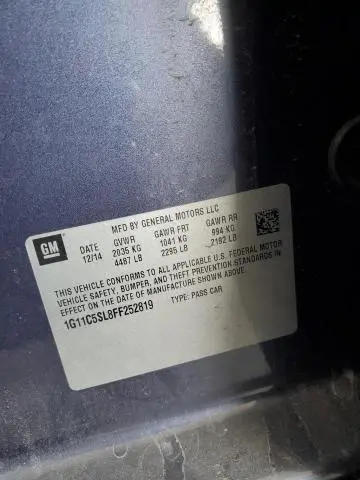 GM
MFD BY GENERAL MOTORS LLC
DATE GVWR GAWR FRT GAWR RR
12/14 2035 KG 1041 KG 994 KG
4487 LB 2295 LB 2192 LB
THIS VEHICLE CONFORMS TO ALL APPLICABLE U.S. FEDERAL MOTOR
VEHICLE SAFETY, BUMPER, AND THEFT PREVENTION STANDARDS IN
EFFECT ON THE DATE OF MANUFACTURE SHOWN ABOVE.
1G11C5SL8FF252819 TYPE: PASS CAR